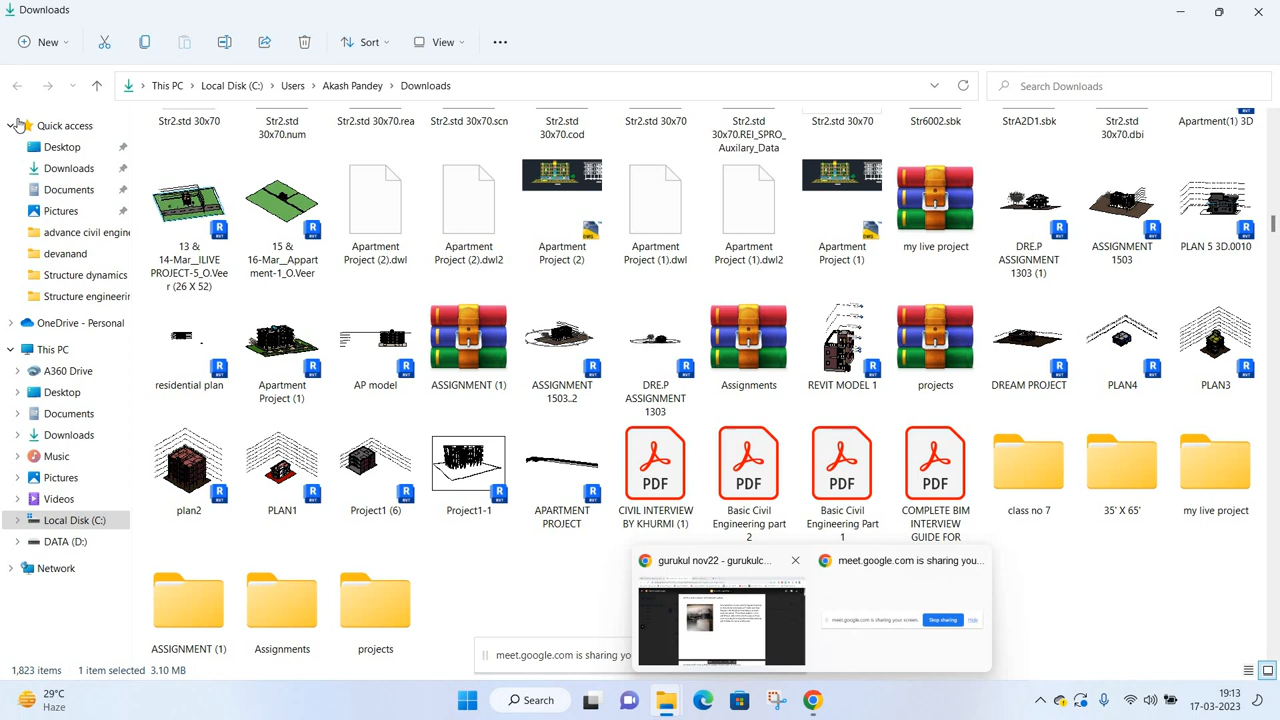 Downloads
New
Sort
View
This PC
Local Disk (C:)
Users
Akash Pandey
Downloads
Search Downloads
Quick access
Desktop
Downloads
Documents
Pictures
advance civil engine
devanand
Structure dynamics
Structure engineerir
OneDrive - Personal
This PC
A360 Drive
Desktop
Documents
Downloads
Music
Pictures
Videos
Local Disk (C:)
DATA (D:)
Network
Str2.std 30x70
Str2.std
30x70.num
Str2.std 30x70.rea
Str2.std 30x70.scn
Str2.std
30x70.cod
Str2.std 30x70
Str2.std
30x70.REI_SPRO_
Auxilary_Data
Str2.std 30x70
Str6002.sbk
StrA2D1.sbk
Str2.std
30x70.dbi
Apartment(1) 3D
13 &
14-Mar__ILIVE
PROJECT-5_O.Vee
r (26 X 52)
15 &
16-Mar__Appart
ment-1_O.Veer
Apartment
Project (2).dwl
Apartment
Project (2).dwl2
Apartment
Project (2)
Apartment
Project (1).dwl
Apartment
Project (1).dwl2
Apartment
Project (1)
my live project
DRE.P
ASSIGNMENT
1303 (1)
ASSIGNMENT
1503
PLAN 5 3D.0010
residential plan
Apartment
Project (1)
AP model
ASSIGNMENT (1)
ASSIGNMENT
1503..2
DRE.P
ASSIGNMENT
1303
Assignments
REVIT MODEL 1
projects
DREAM PROJECT
PLAN4
PLAN3
plan2
PLAN1
Project1 (6)
Project1-1
APARTMENT
PROJECT
PDF
CIVIL INTERVIEW
BY KHURMI (1)
PDF
Basic Civil
Engineering part
2
PDF
Basic Civil
Engineering Part
1
PDF
COMPLETE BIM
INTERVIEW
GUIDE FOR
class no 7
35' X 65'
my live project
ASSIGNMENT (1)
Assignments
projects
gurukul nov22 - gurukulc...
meet.google.com is sharing you...
meet.google.com is sharing your screen.
Stop sharing
Hide
meet.google.com is sharing yo
1,823 items
1 item selected
3.10 MB
29°C
Haze
Search
19:13
17-03-2023